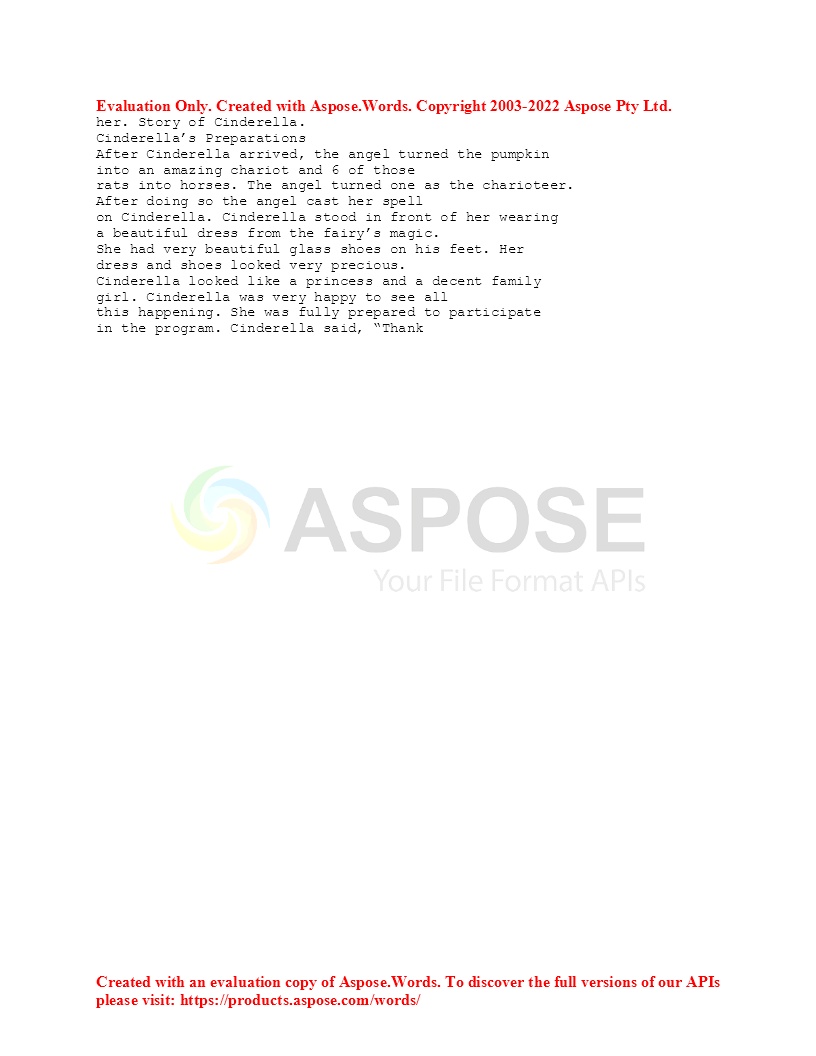 Evaluation Only. Created with Aspose.Words. Copyright 2003-2022 Aspose Pty Ltd.
her. Story of Cinderella.
Cinderella’s Preparations
After Cinderella arrived, the angel turned the pumpkin
into an amazing chariot and 6 of those
rats into horses. The angel turned one as the charioteer.
After doing so the angel cast her spell
on Cinderella. Cinderella stood in front of her wearing
a beautiful dress from the fairy’s magic.
She had very beautiful glass shoes on his feet. Her
dress and shoes looked very precious.
Cinderella looked like a princess and a decent family
girl. Cinderella was very happy to see all
this happening. She was fully prepared to participate
in the program. Cinderella said, “Thank
ASPOSE
Your File Format APIs
Created with an evaluation copy of Aspose.Words. To discover the full versions of our APIs
please visit: https://products.aspose.com/words/